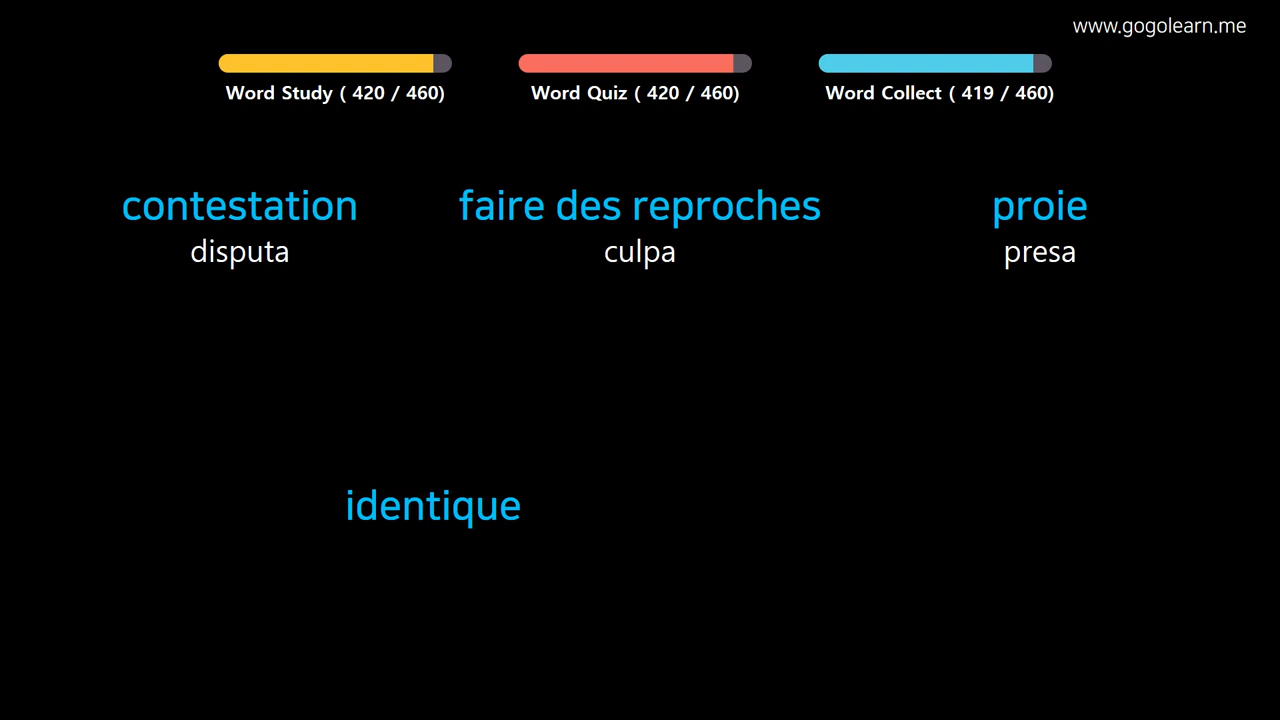 www.gogolearn.me
Word Study ( 420 / 460)
Word Quiz ( 420 / 460)
Word Collect ( 419 / 460)
contestation
disputa
faire des reproches
culpa
proie
presa
identique